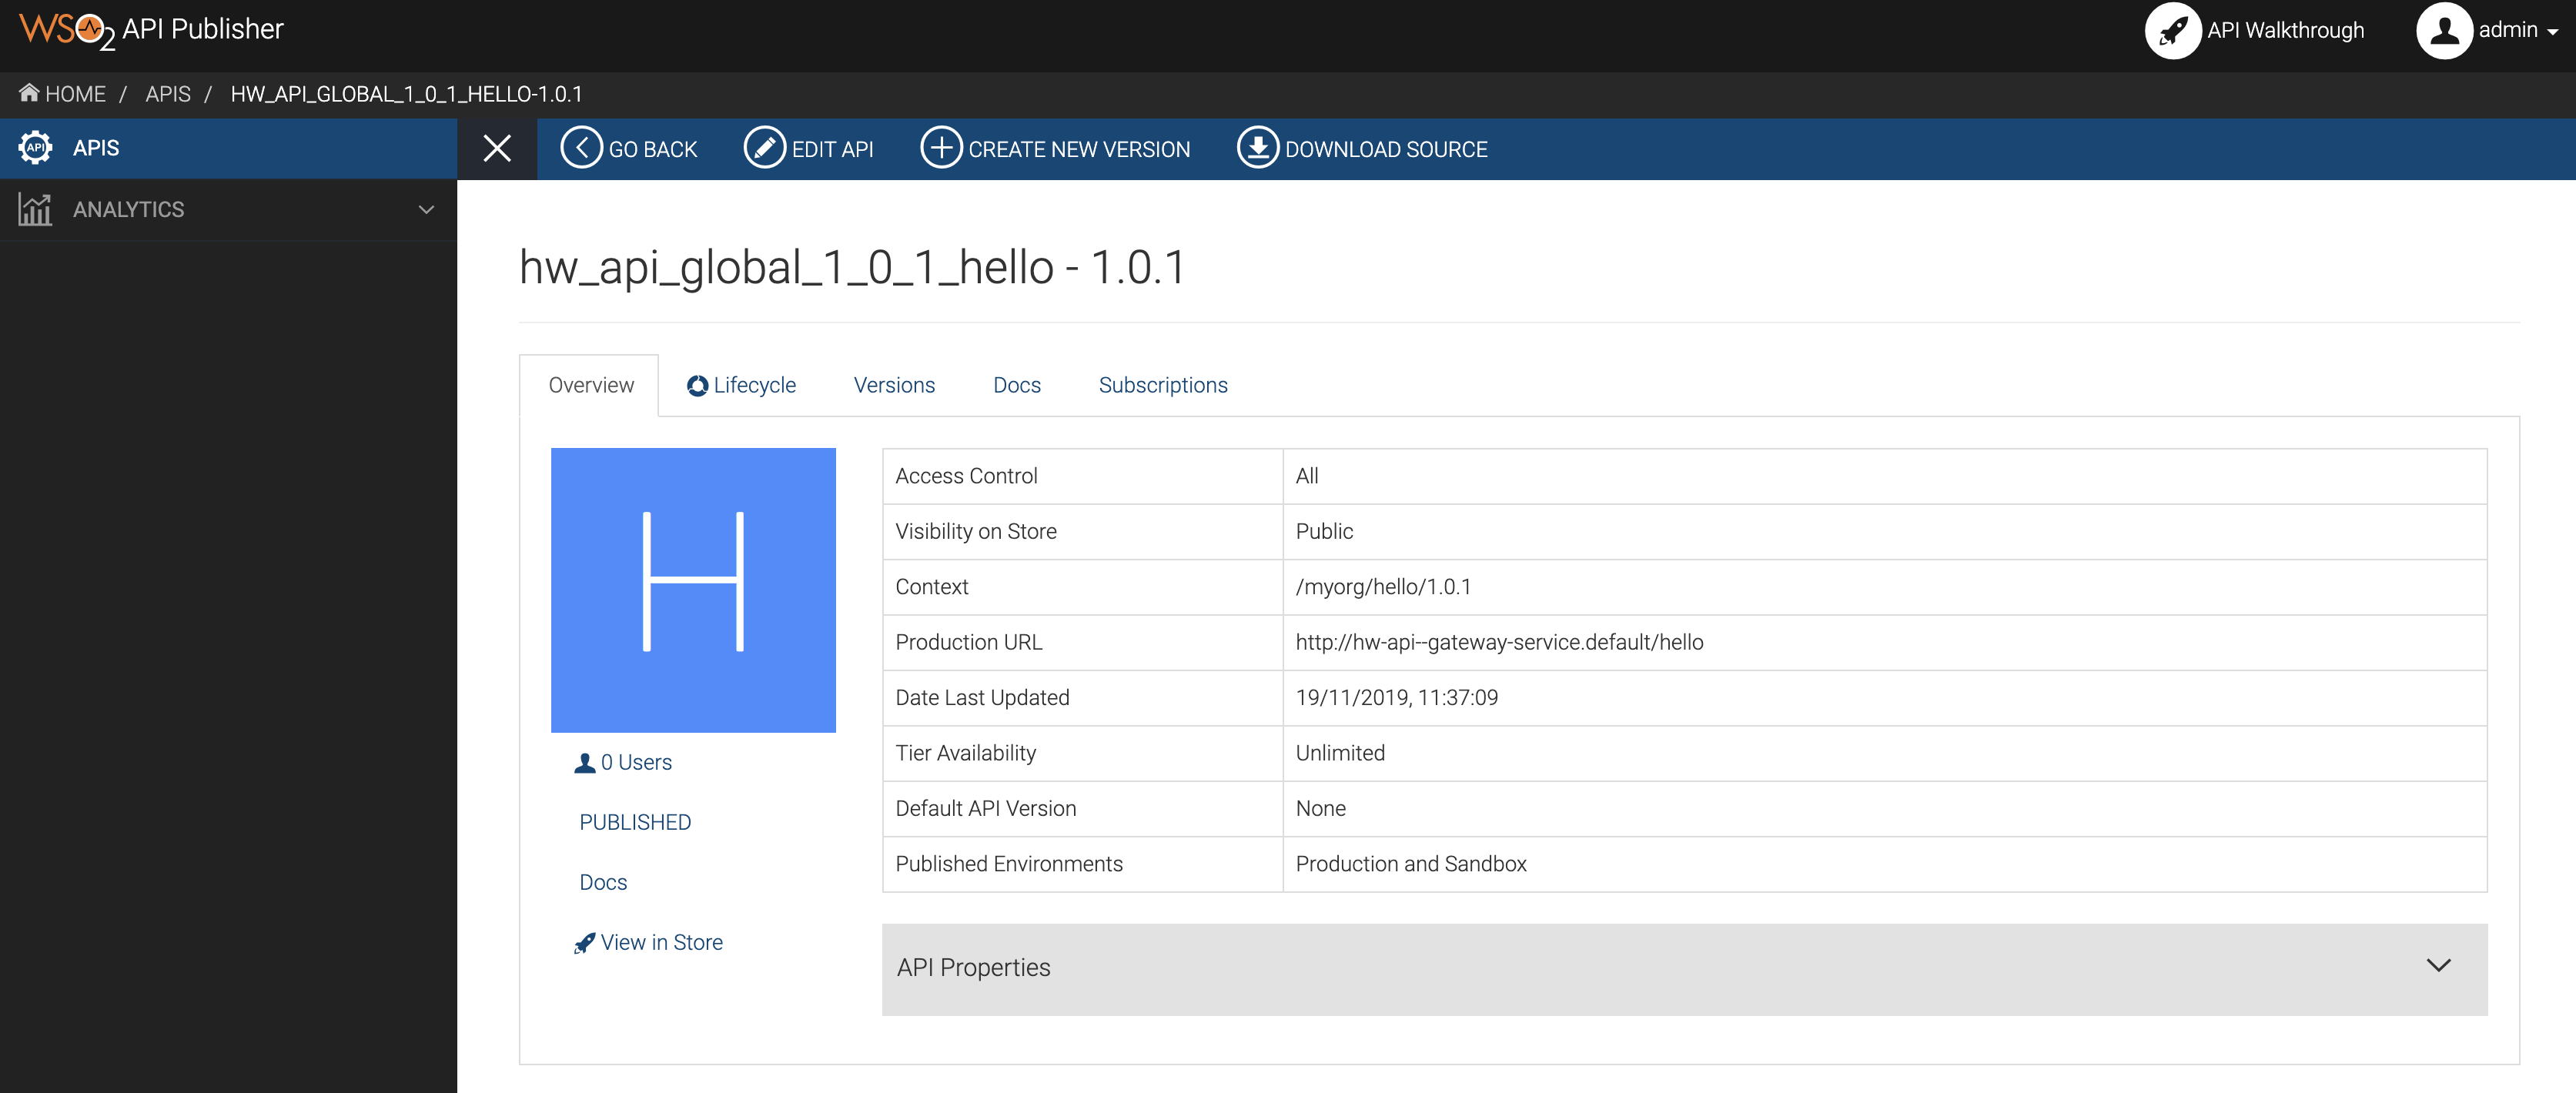 WSO2 API Publisher
API Walkthrough
admin
HOME / APIS / HW_API_GLOBAL_1_0_1_HELLO-1.0.1
API APIS
ANALYTICS
GO BACK
EDIT API
CREATE NEW VERSION
DOWNLOAD SOURCE
hw_api_global_1_0_1_hello - 1.0.1
Overview
Lifecycle
Versions
Docs
Subscriptions
H
0 Users
PUBLISHED
Docs
View in Store
Access Control All
Visibility on Store Public
Context /myorg/hello/1.0.1
Production URL http://hw-api--gateway-service.default/hello
Date Last Updated 19/11/2019, 11:37:09
Tier Availability Unlimited
Default API Version None
Published Environments Production and Sandbox
API Properties